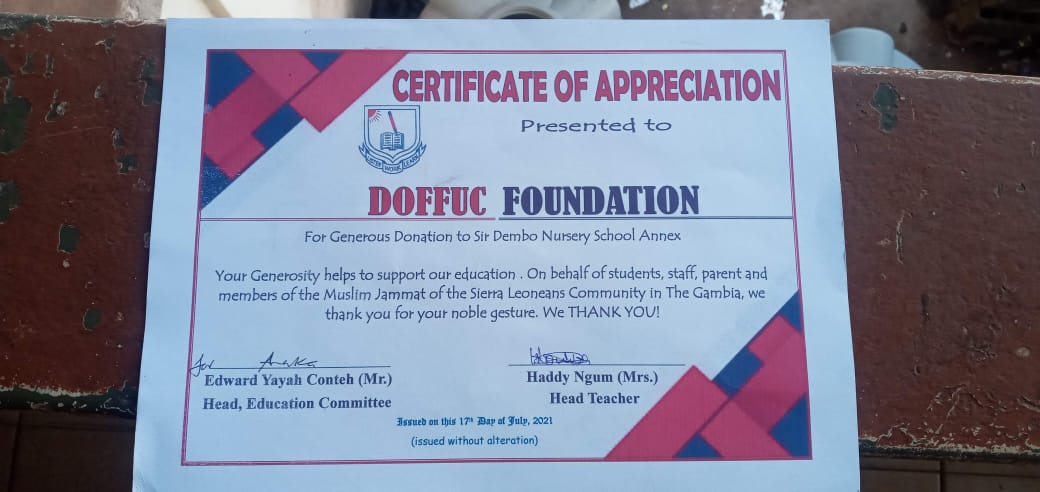 CERTIFICATE OF APPRECIATION
Presented to
WORK
DOFFUC FOUNDATION
For Generous Donation to Sir Dembo Nursery School Annex
Your Generosity helps to support our education . On behalf of students, staff, parent and
members of the Muslim Jammat of the Sierra Leoneans Community in The Gambia, we
thank you for your noble gesture. We THANK YOU!
for
Edward Yayah Conteh (Mr.)
Head, Education Committee
Haddy Ngum (Mrs.)
Head Teacher
Issued on this 17th Day of July, 2021
(issued without alteration)